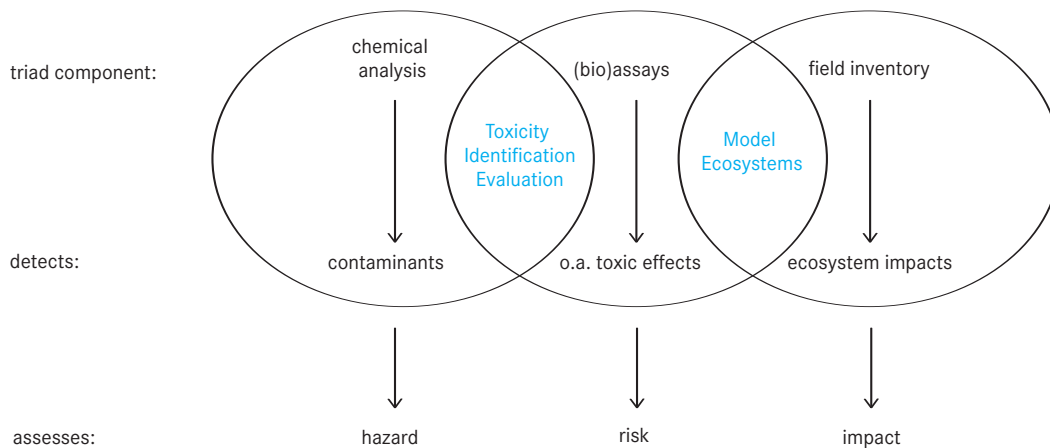 triad component:
chemical
analysis
(bio)assays
field inventory
Toxicity
Identification
Evaluation
Model
Ecosystems
detects:
contaminants
o.a. toxic effects
ecosystem impacts
assesses:
hazard
risk
impact